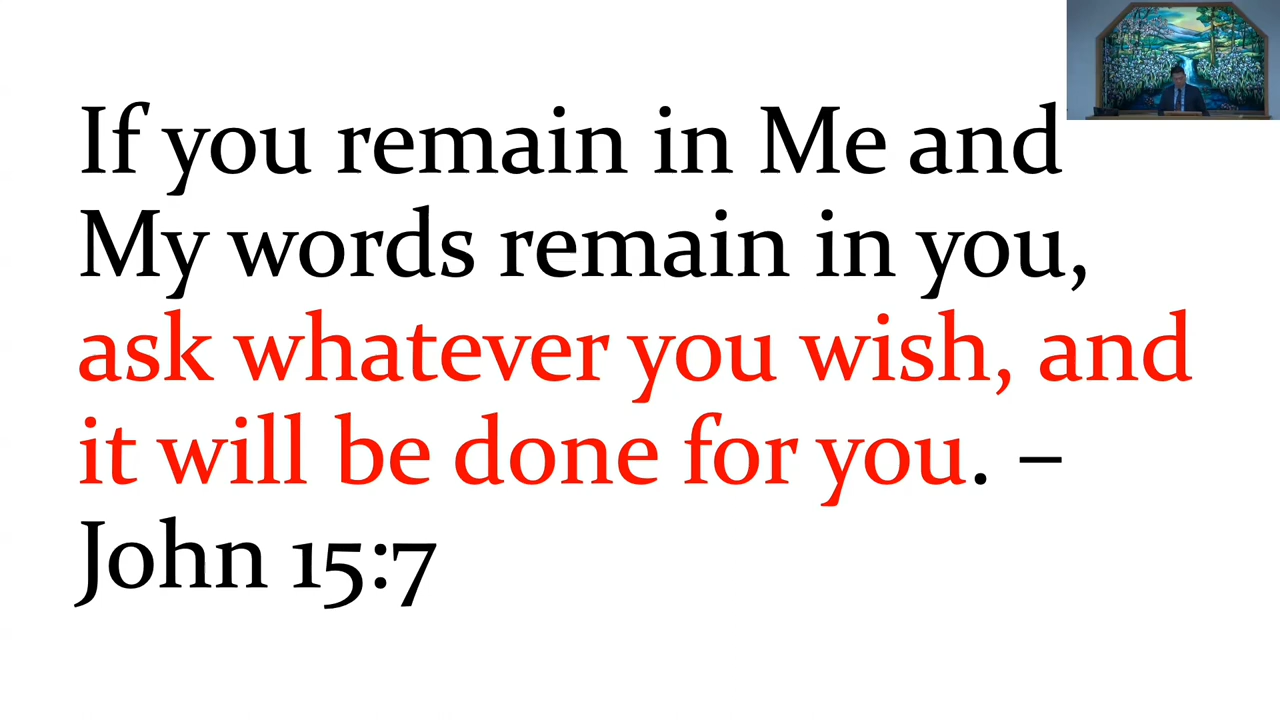 If you remain in Me and
My words remain in you,
ask whatever you wish, and
it will be done for you. –
John 15:7